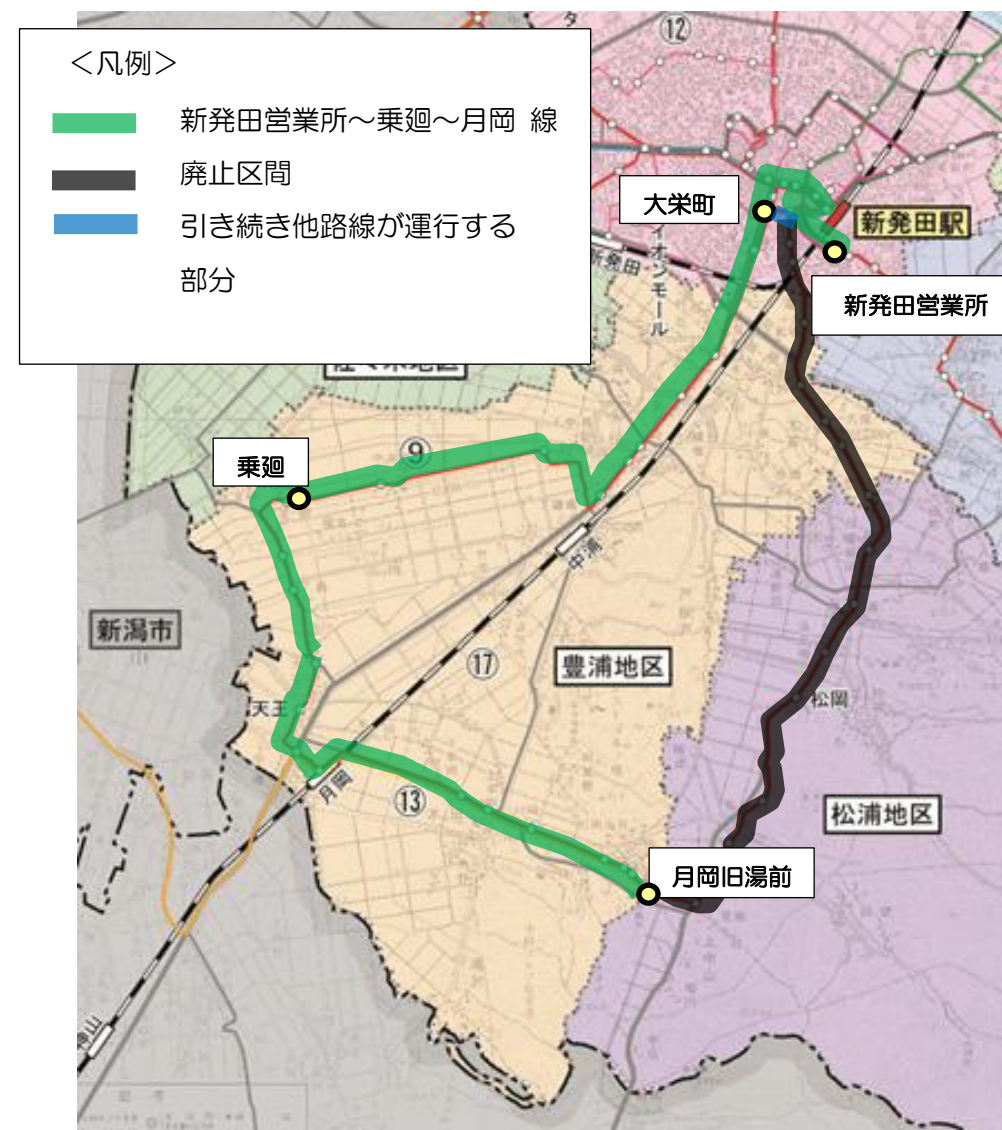 <凡例>
新発田営業所~乗廻~月岡 線
廃止区間
引き続き他路線が運行する
部分
⑫
大栄町
新発田駅
新発田
イオンモール
新発田営業所
⑨
乗廻
中浦
新潟市
⑰
豊浦地区
天王
松岡
月岡
⑬
松浦地区
月岡旧湯前